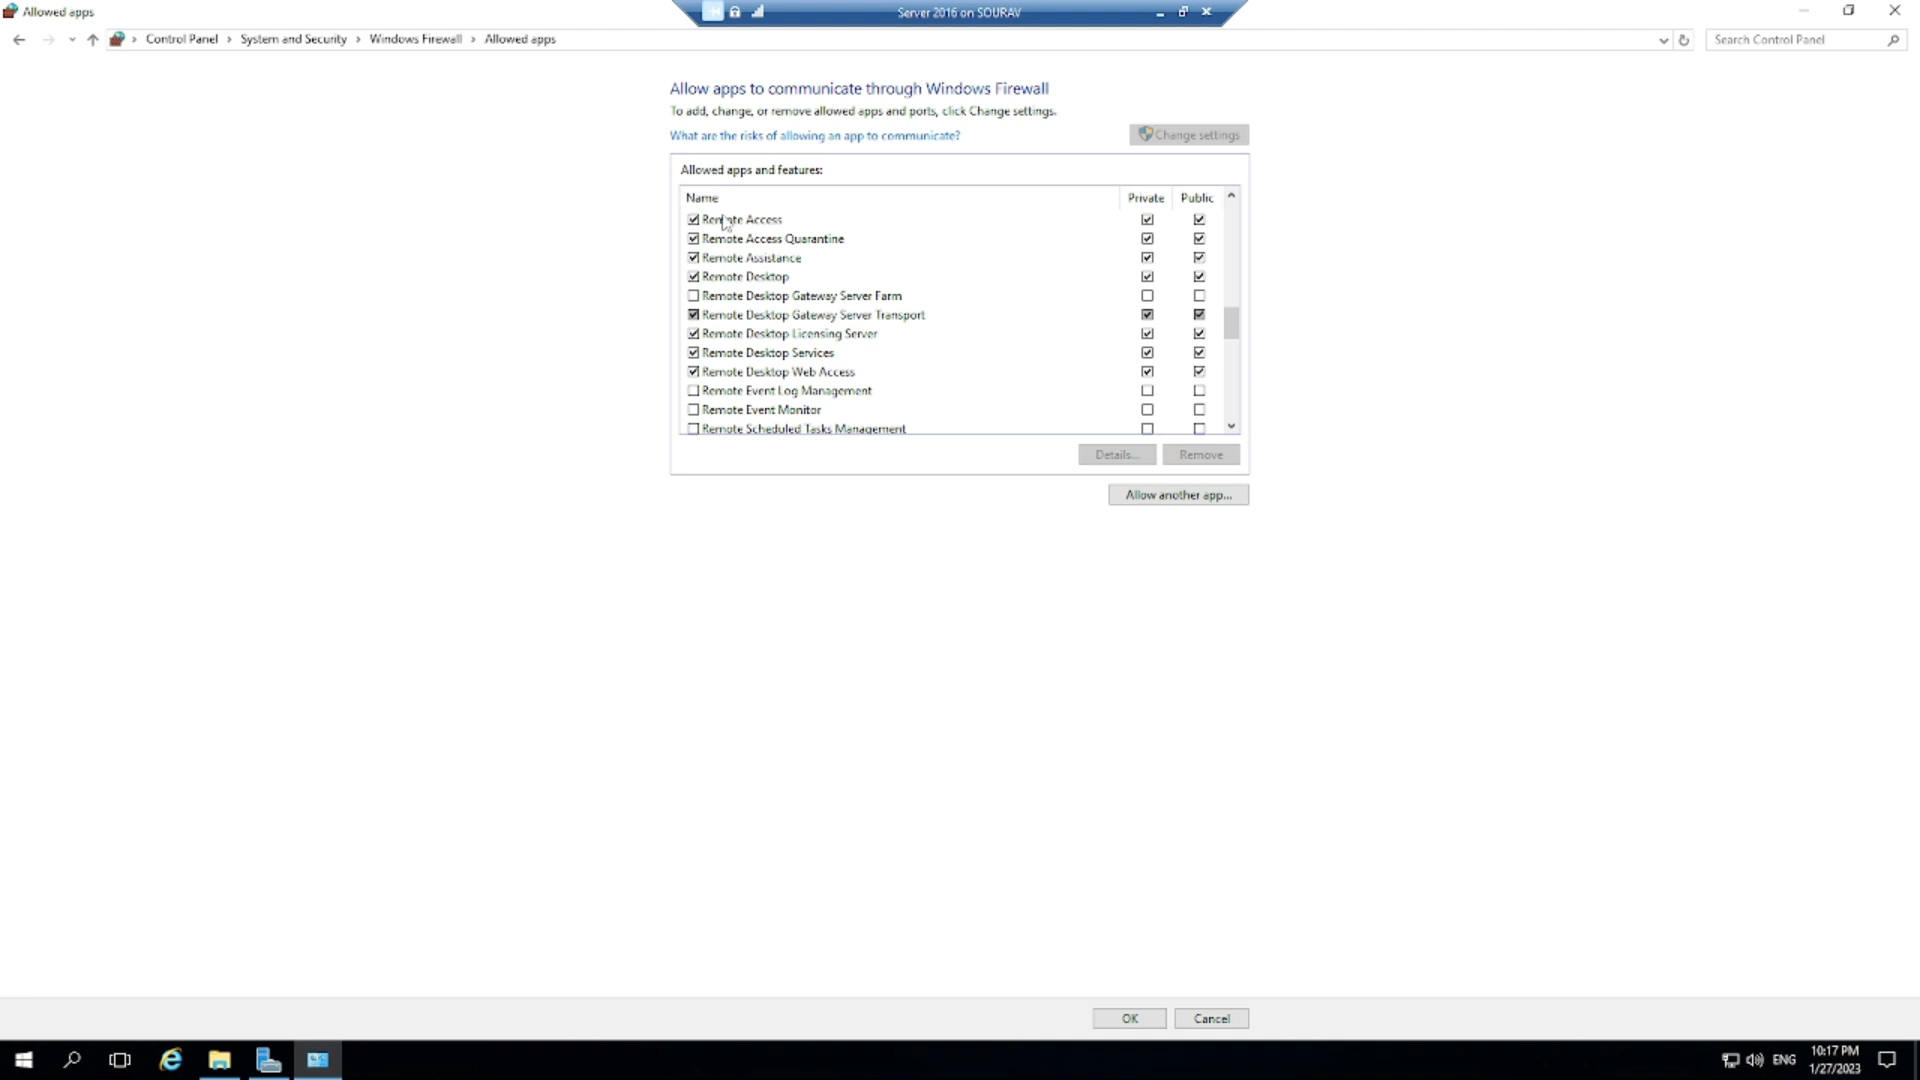 Allowed apps
Server 2016 on SOURAV
Control Panel > System and Security > Windows Firewall > Allowed apps
Search Control Panel
Allow apps to communicate through Windows Firewall
To add, change, or remove allowed apps and ports, click Change settings.
What are the risks of allowing an app to communicate?
Change settings
Allowed apps and features:
Name Private Public
Remote Access
Remote Access Quarantine
Remote Assistance
Remote Desktop
Remote Desktop Gateway Server Farm
Remote Desktop Gateway Server Transport
Remote Desktop Licensing Server
Remote Desktop Services
Remote Desktop Web Access
Remote Event Log Management
Remote Event Monitor
Remote Scheduled Tasks Management
Details... Remove
Allow another app...
OK Cancel
ENG
10:17 PM
1/27/2023